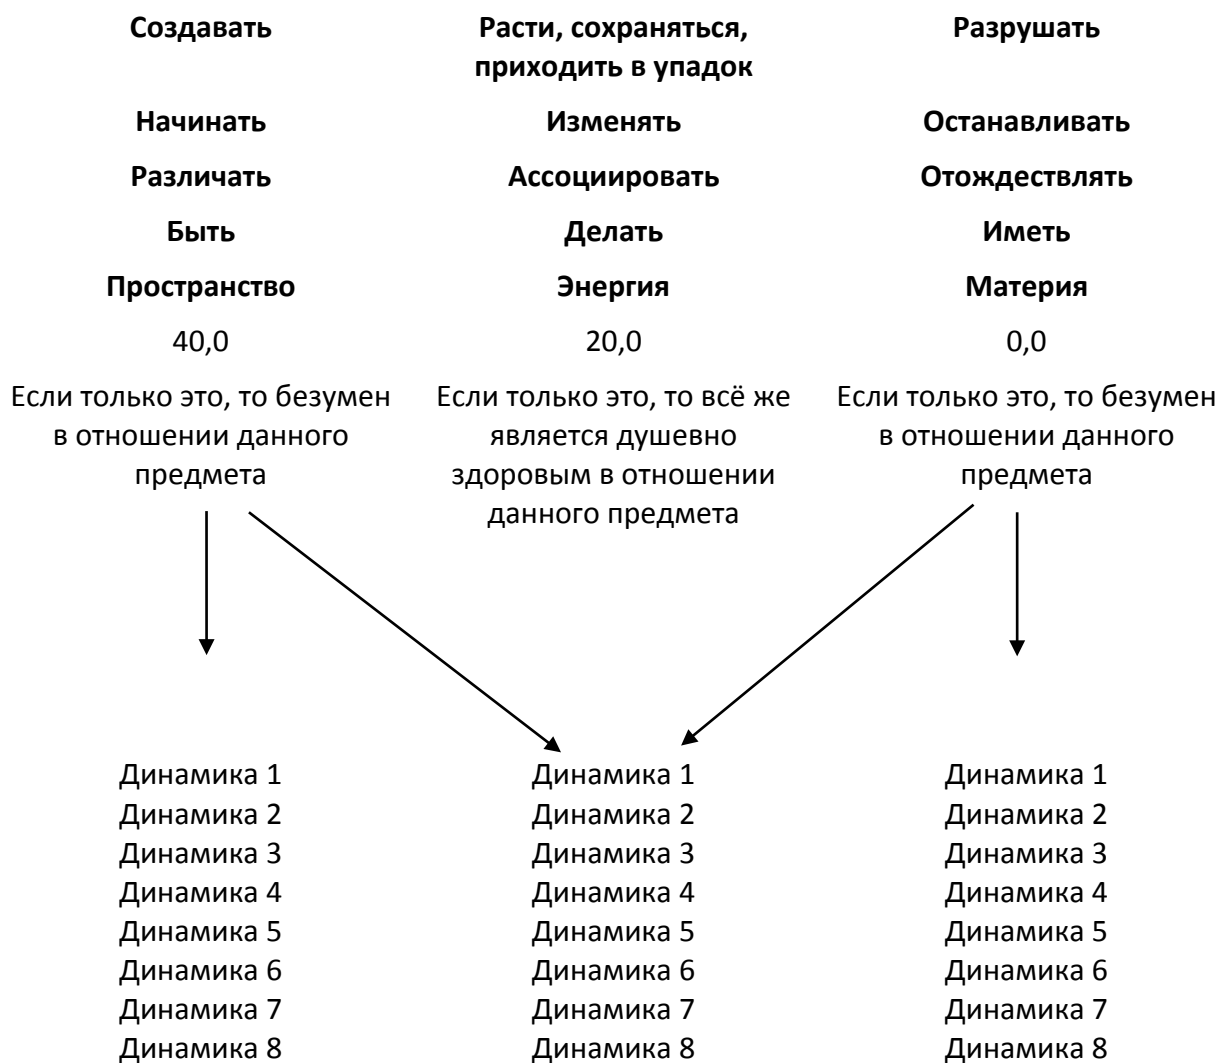 Создавать
Расти, сохраняться,
приходить в упадок
Разрушать
Начинать
Изменять
Останавливать
Различать
Ассоциировать
Отождествлять
Быть
Делать
Иметь
Пространство
Энергия
Материя
40,0
20,0
0,0
Если только это, то безумен
в отношении данного
предмета
Если только это, то всё же
является душевно
здоровым в отношении
данного предмета
Если только это, то безумен
в отношении данного
предмета
Динамика 1
Динамика 2
Динамика 3
Динамика 4
Динамика 5
Динамика 6
Динамика 7
Динамика 8
Динамика 1
Динамика 2
Динамика 3
Динамика 4
Динамика 5
Динамика 6
Динамика 7
Динамика 8
Динамика 1
Динамика 2
Динамика 3
Динамика 4
Динамика 5
Динамика 6
Динамика 7
Динамика 8